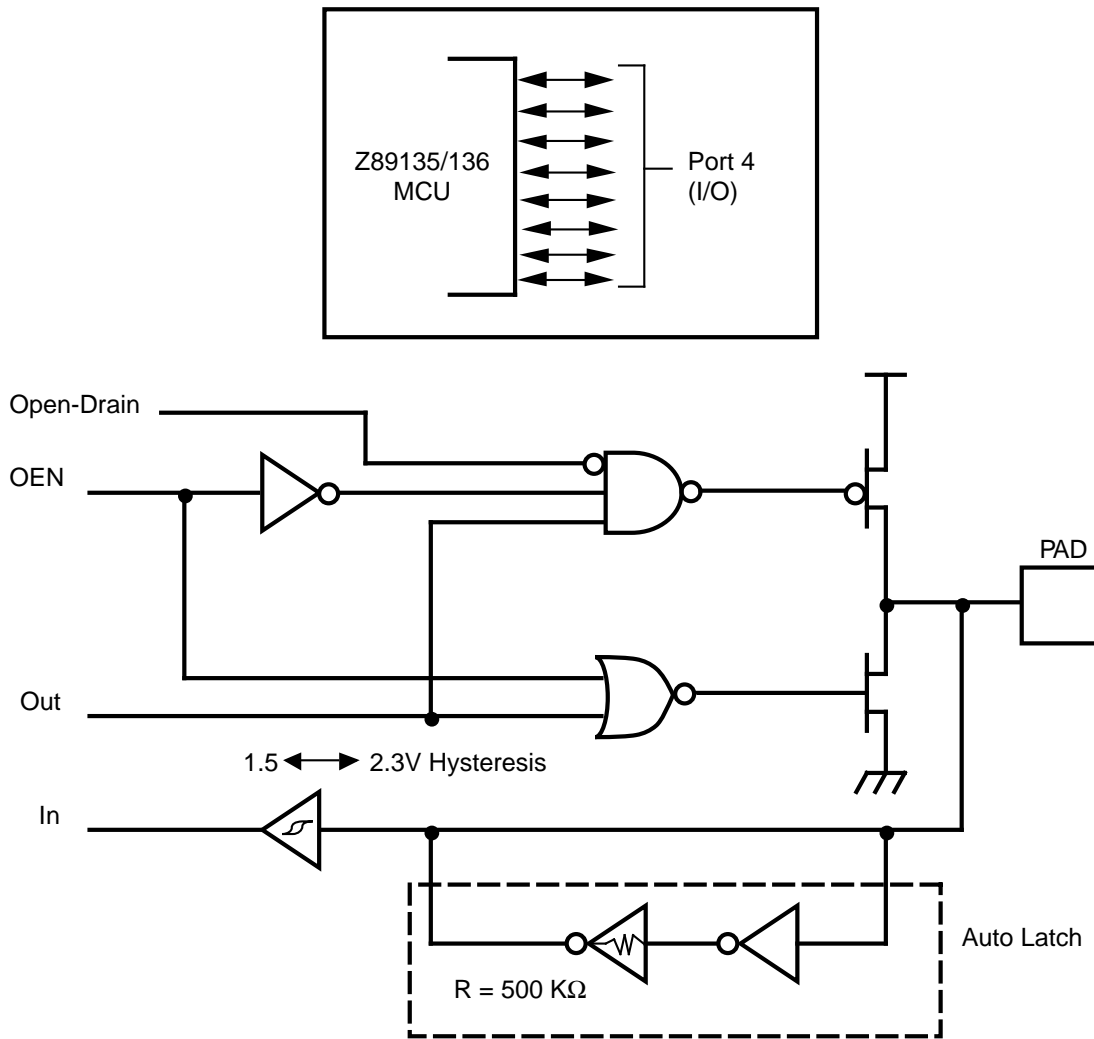 Z89135/136
MCU
Port 4
(I/O)
Open-Drain
OEN
PAD
Out
1.5 2.3V Hysteresis
In
Auto Latch
R = 500 KΩ